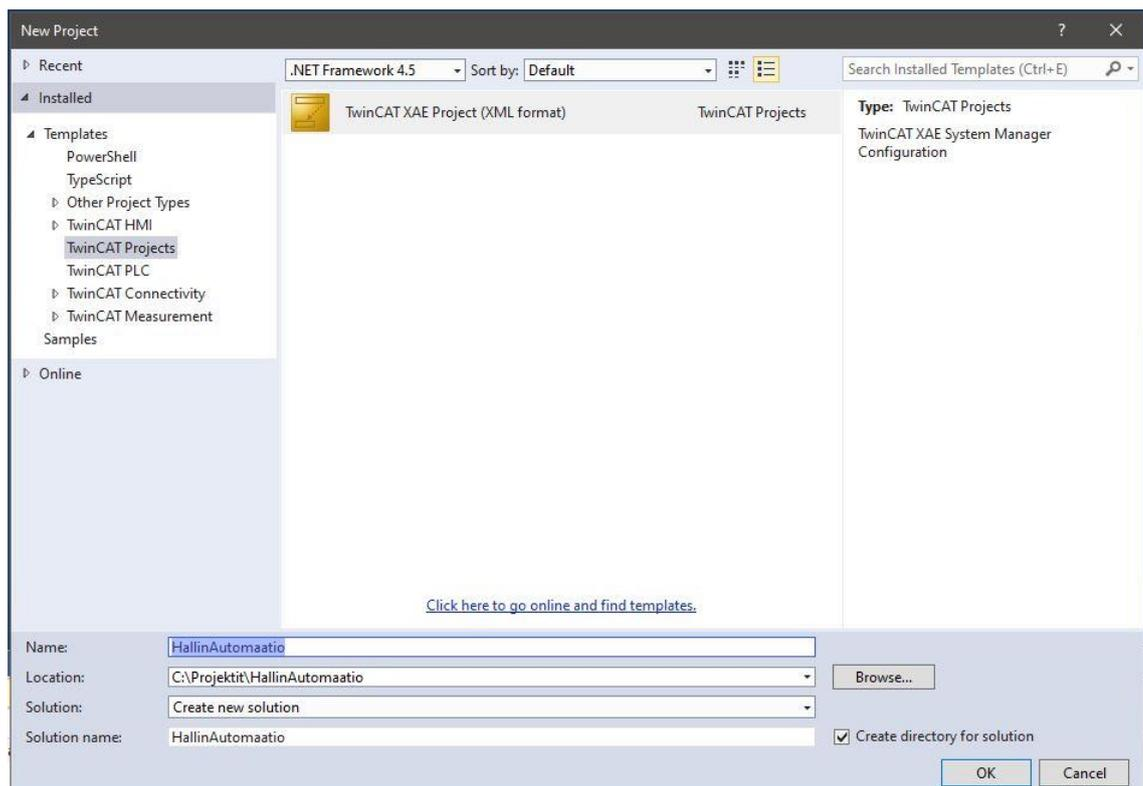 New Project
?
Recent
.NET Framework 4.5
Sort by: Default
Search Installed Templates (Ctrl+E)
Installed
Templates
PowerShell
TypeScript
Other Project Types
TwinCAT HMI
TwinCAT Projects
TwinCAT PLC
TwinCAT Connectivity
TwinCAT Measurement
Samples
Online
TwinCAT XAE Project (XML format) TwinCAT Projects
Type: TwinCAT Projects
TwinCAT XAE System Manager
Configuration
Click here to go online and find templates.
Name: HallinAutomaatio
Location: C:\Projektit\HallinAutomaatio
Browse...
Solution: Create new solution
Solution name: HallinAutomaatio
Create directory for solution
OK Cancel